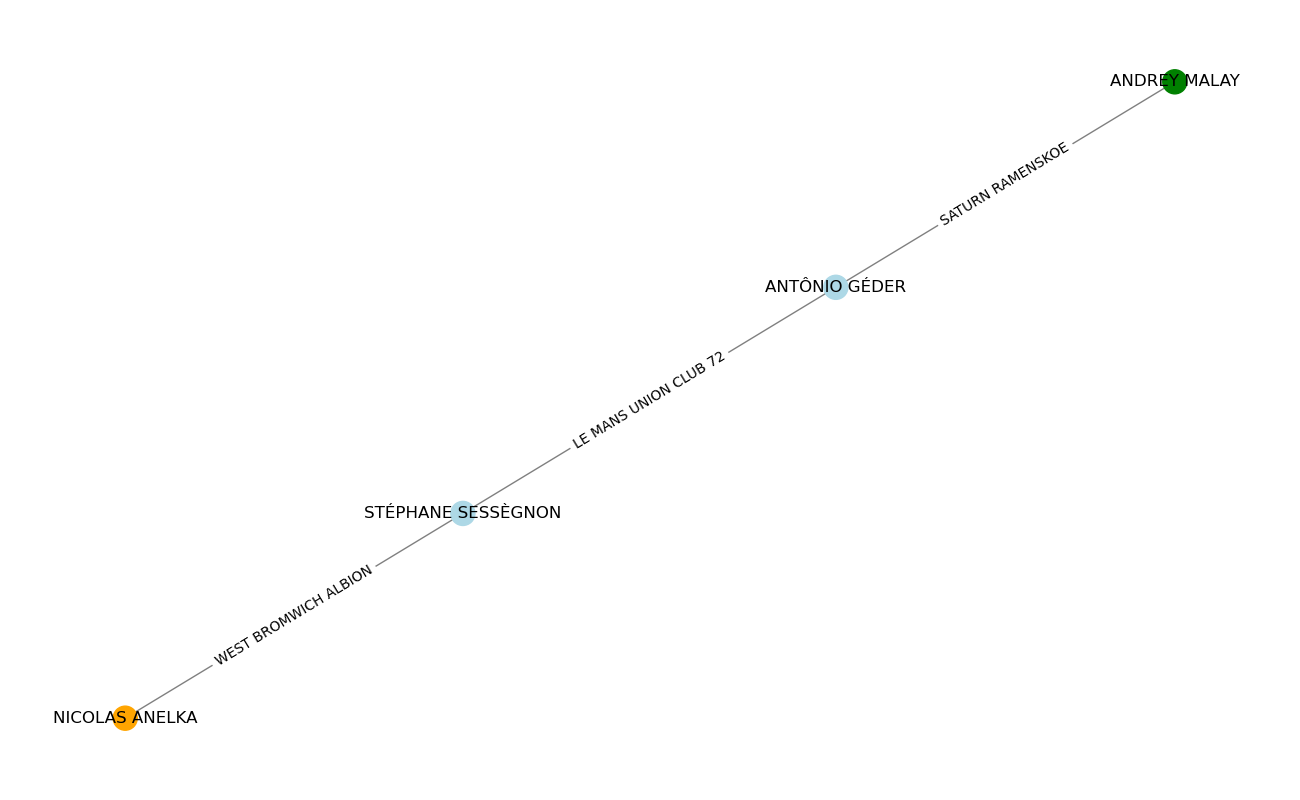 ANDREY MALAY
SATURN RAMENSKOE
ANTÔNIO GÉDER
LE MANS UNION CLUB 72
STÉPHANE SESSÈGNON
WEST BROMWICH ALBION
NICOLAS ANELKA